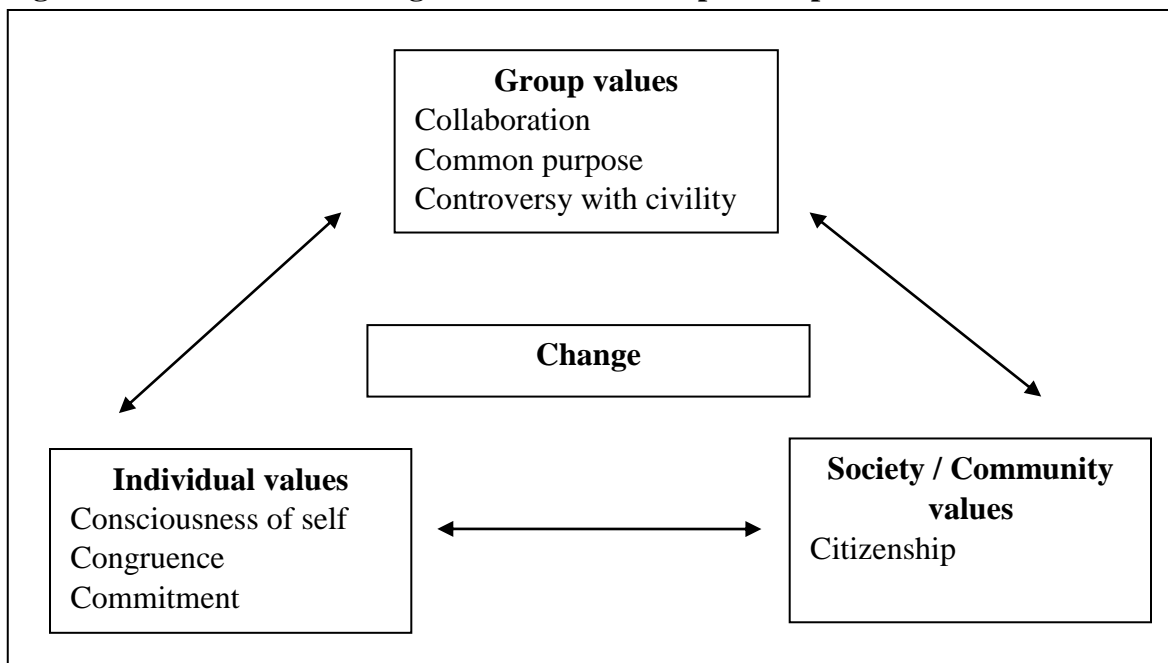 Group values
Collaboration
Common purpose
Controversy with civility
Change
Individual values
Consciousness of self
Congruence
Commitment
Society / Community
values
Citizenship